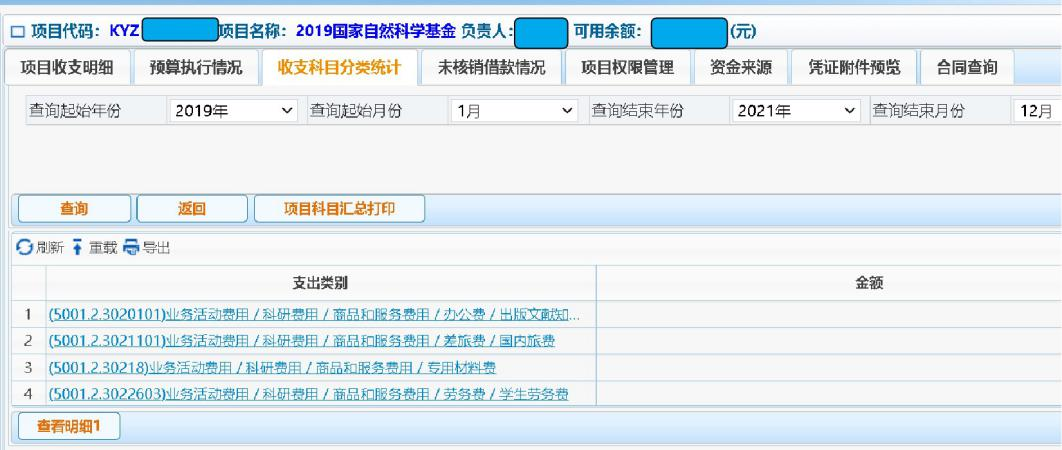 项目代码： KYZ 项目名称： 2019国家自然科学基金 负责人： 可用余额： (元)
项目收支明细 预算执行情况 收支科目分类统计 未核销借款情况 项目权限管理 资金来源 凭证附件预览 合同查询
查询起始年份 2019年 查询起始月份 1月 查询结束年份 2021年 查询结束月份 12月
查询 返回 项目科目汇总打印
刷新 重载 导出
支出类别 金额
1 (5001.2.3020101)业务活动费用 / 科研费用 / 商品和服务费用 / 办公费 / 出版文献知...
2 (5001.2.3021101)业务活动费用 / 科研费用 / 商品和服务费用 / 差旅费 / 国内旅费
3 (5001.2.30218)业务活动费用 / 科研费用 / 商品和服务费用 / 专用材料费
4 (5001.2.3022603)业务活动费用 / 科研费用 / 商品和服务费用 / 劳务费 / 学生劳务费
查看明细1